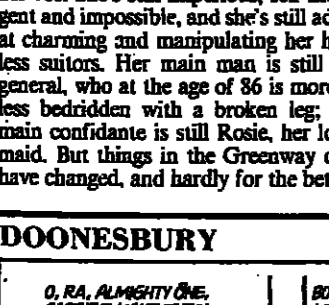 gent and impossible, and she's still ad
at charming and manipulating her h
less suitors. Her main man is still
general, who at the age of 86 is more
less bedridden with a broken leg;
main confidante is still Rosie, her lo
maid. But things in the Greenway
have changed, and hardly for the bet
DOONESBURY
O, RA, ALMIGHTY ONE,
BO